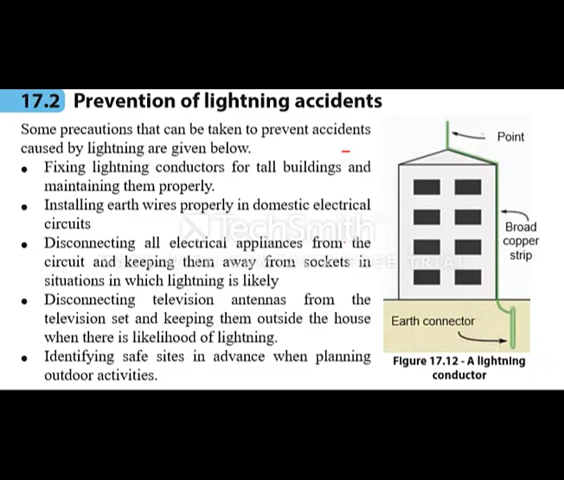 17.2 Prevention of lightning accidents
Some precautions that can be taken to prevent accidents
caused by lightning are given below.
• Fixing lightning conductors for tall buildings and
maintaining them properly.
• Installing earth wires properly in domestic electrical
circuits
• Disconnecting all electrical appliances from the
circuit and keeping them away from sockets in
situations in which lightning is likely
• Disconnecting television antennas from the
television set and keeping them outside the house
when there is likelihood of lightning.
• Identifying safe sites in advance when planning
outdoor activities.
Point
Broad
copper
strip
Earth connector
Figure 17.12 - A lightning
conductor
TechSmith
TRIAL